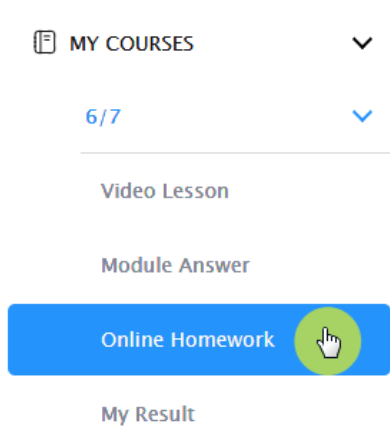 MY COURSES
6/7
Video Lesson
Module Answer
Online Homework
My Result